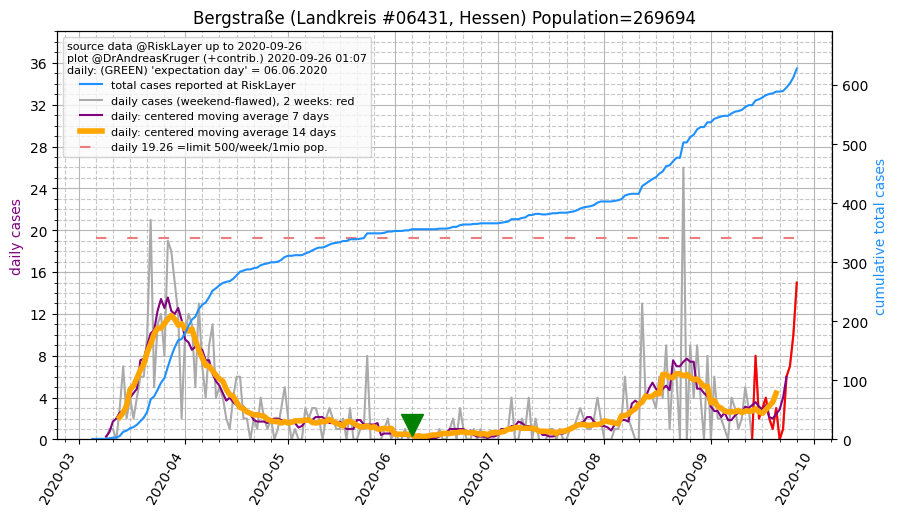 Bergstraße (Landkreis #06431, Hessen) Population=269694
source data @RiskLayer up to 2020-09-26
plot @DrAndreasKruger (+contrib.) 2020-09-26 01:07
daily: (GREEN) 'expectation day' = 06.06.2020
total cases reported at RiskLayer
daily cases (weekend-flawed), 2 weeks: red
daily: centered moving average 7 days
daily: centered moving average 14 days
daily 19.26 =limit 500/week/1mio pop.
daily cases
36
32
28
24
20
16
12
8
4
0
cumulative total cases
600
500
400
300
200
100
0
2020-03
2020-04
2020-05
2020-06
2020-07
2020-08
2020-09
2020-10